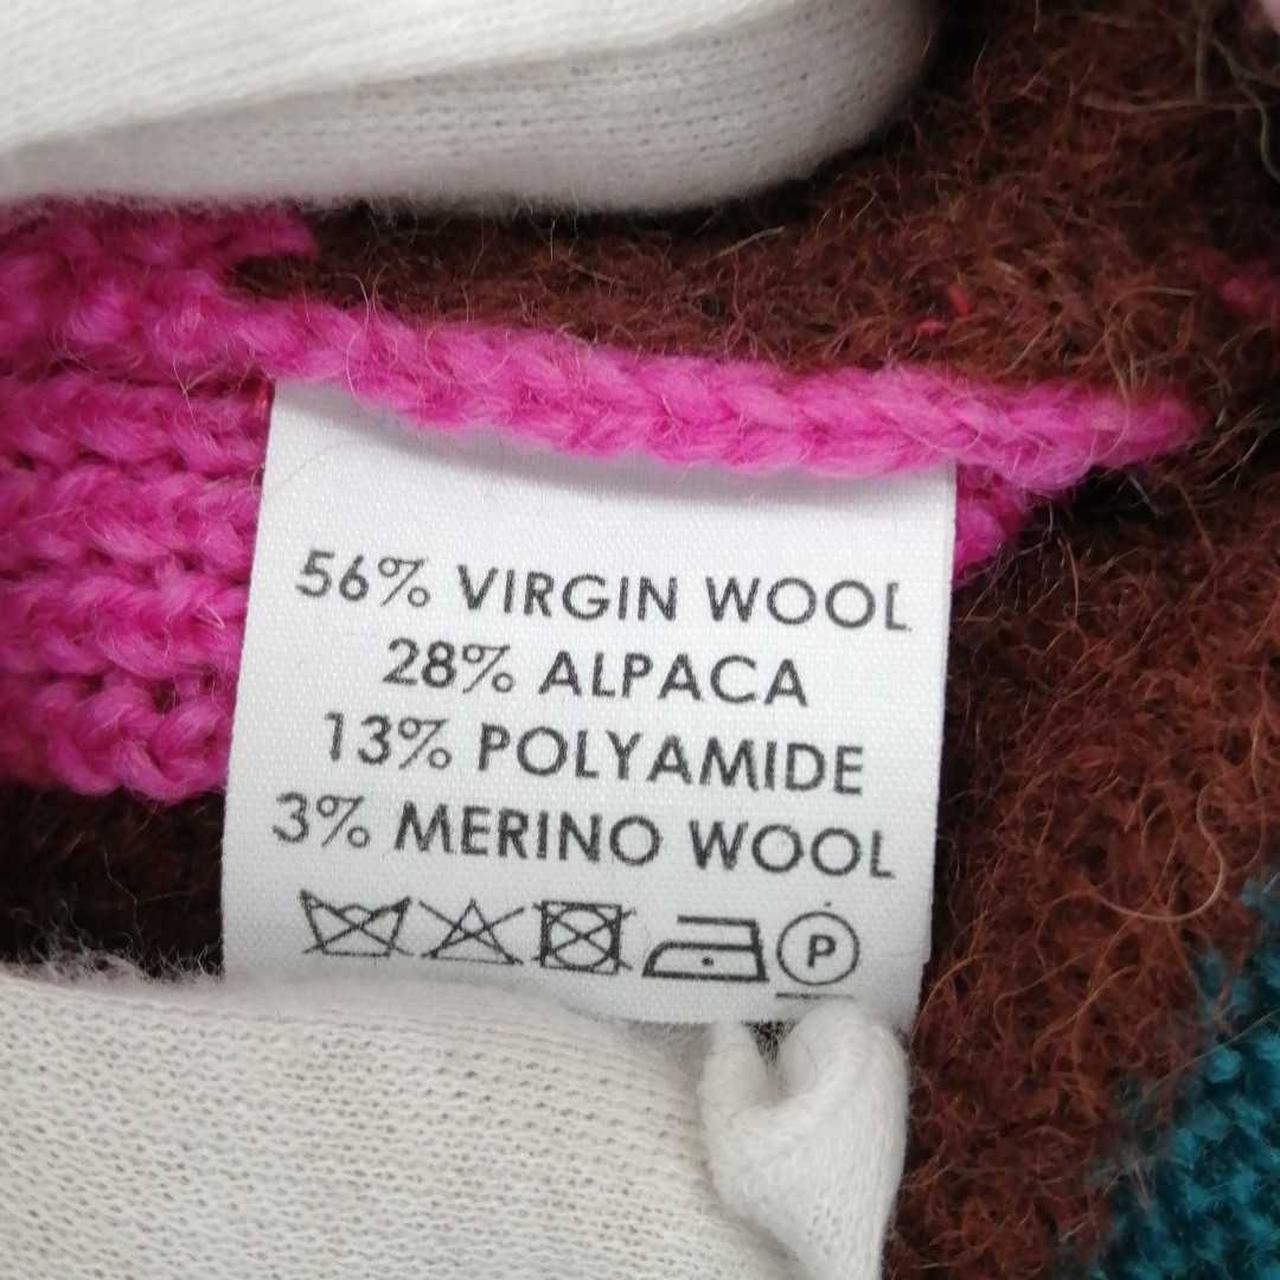 56% VIRGIN WOOL
28% ALPACA
13% POLYAMIDE
3% MERINO WOOL
P